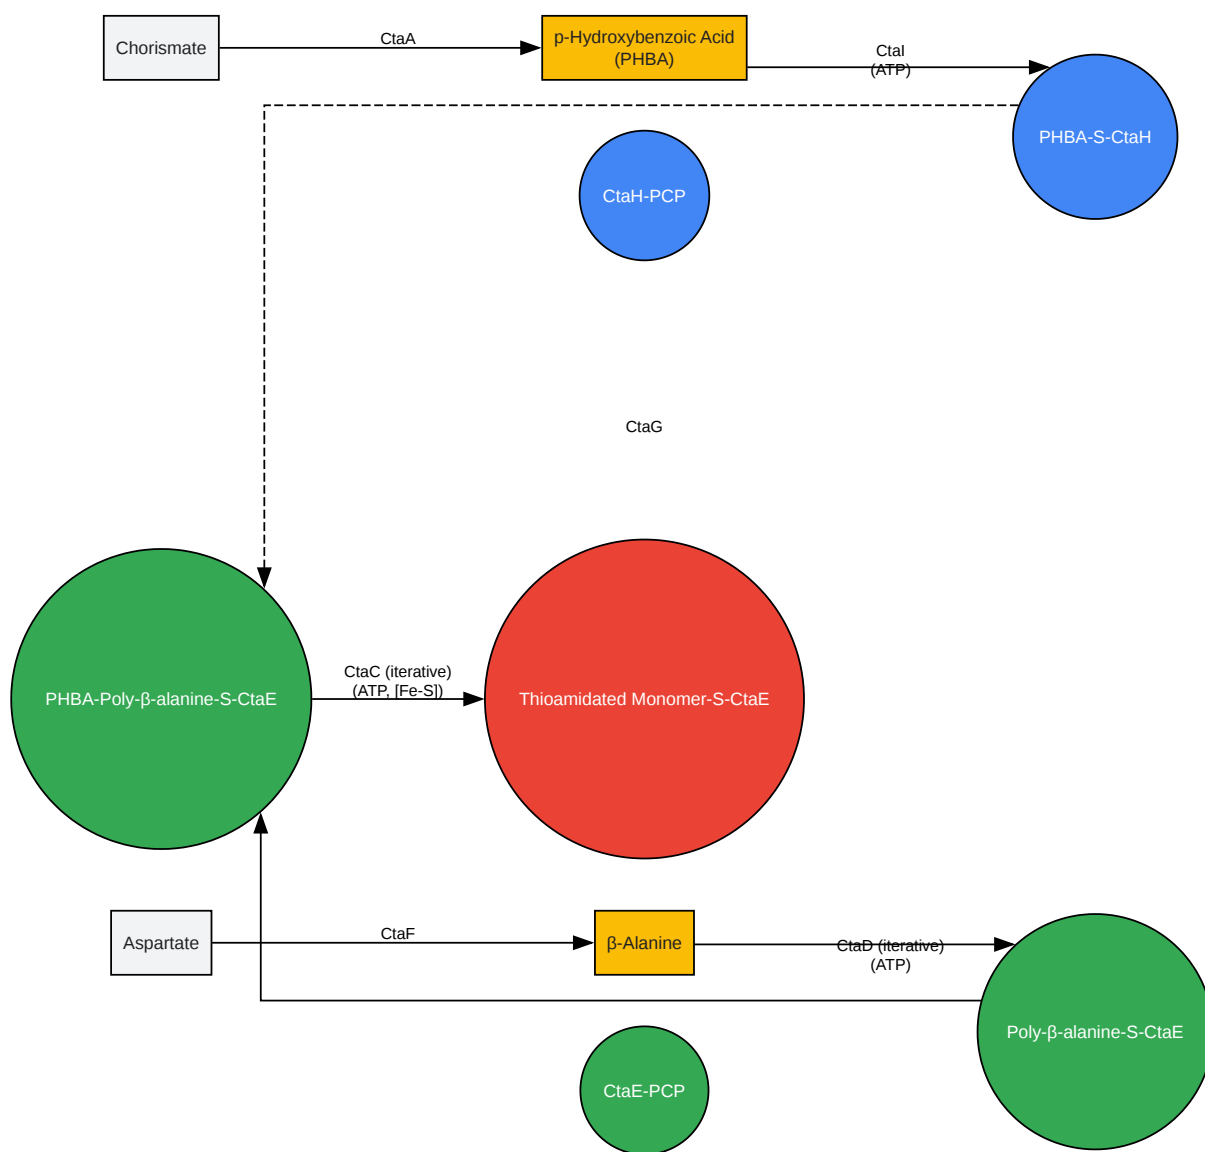 Chorismate
CtaA
p-Hydroxybenzoic Acid
(PHBA)
CtaI
(ATP)
PHBA-S-CtaH
CtaH-PCP
CtaG
PHBA-Poly-β-alanine-S-CtaE
CtaC (iterative)
(ATP, [Fe-S])
Thioamidated Monomer-S-CtaE
Aspartate
CtaF
β-Alanine
CtaD (iterative)
(ATP)
Poly-β-alanine-S-CtaE
CtaE-PCP